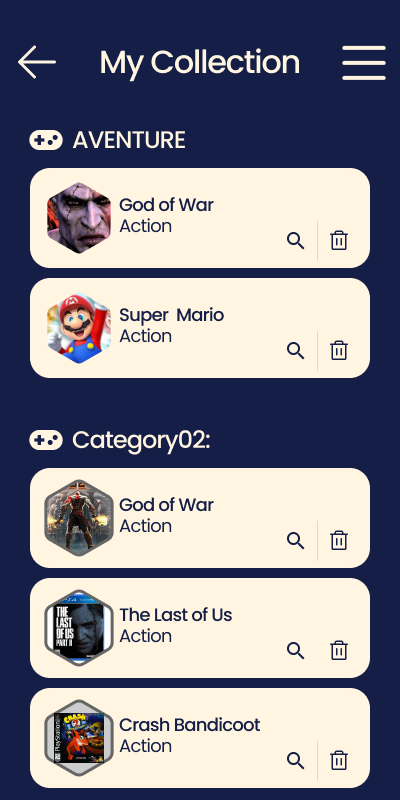 My Collection
AVENTURE
God of War
Action
Super Mario
Action
Category02:
God of War
Action
THE
LAST
OF US
PART II
The Last of Us
Action
CRASH
PlayStation
Crash Bandicoot
Action